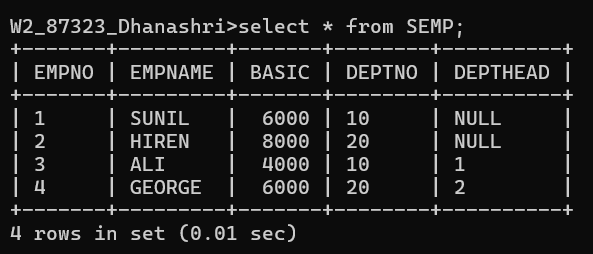 W2_87323_Dhanashri>select * from SEMP;
+-------+---------+-------+--------+----------+
| EMPNO | EMPNAME | BASIC | DEPTNO | DEPTHEAD |
+-------+---------+-------+--------+----------+
| 1     | SUNIL   |  6000 | 10     | NULL     |
| 2     | HIREN   |  8000 | 20     | NULL     |
| 3     | ALI     |  4000 | 10     | 1        |
| 4     | GEORGE  |  6000 | 20     | 2        |
+-------+---------+-------+--------+----------+
4 rows in set (0.01 sec)